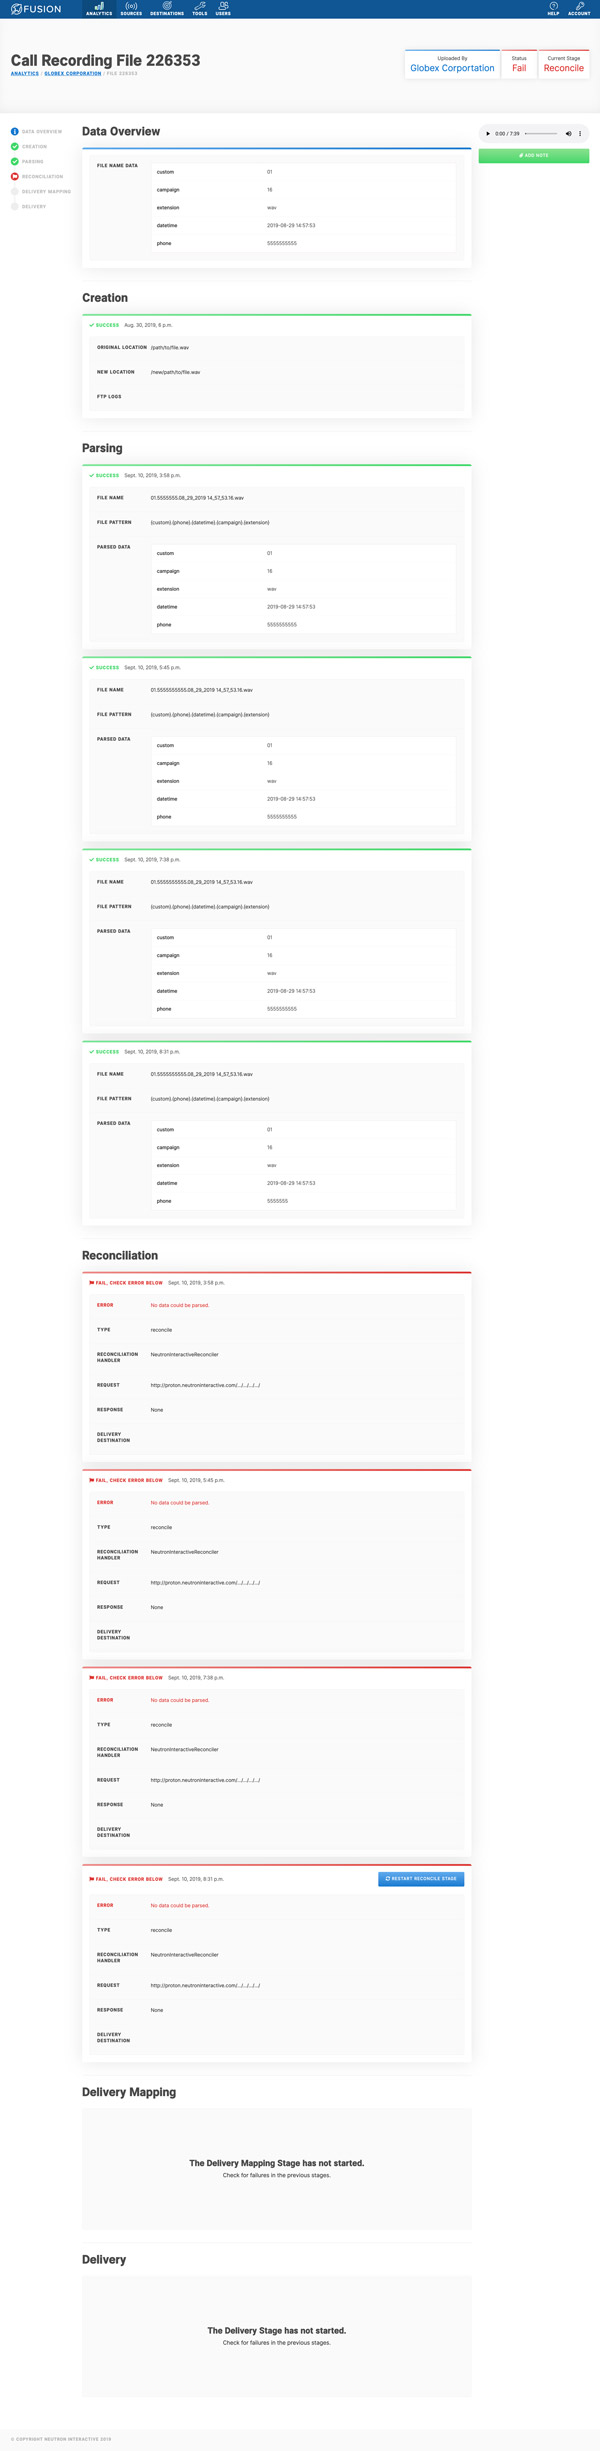 FUSION
ANALYTICS SOURCES DESTINATIONS TOOLS USERS HELP ACCOUNT
Call Recording File 226353
ANALYTICS / GLOBEX CORPORATION / FILE 226353
Uploaded By
Globex Corportation
Status
Fail
Current Stage
Reconcile
DATA OVERVIEW
CREATION
PARSING
RECONCILIATION
DELIVERY MAPPING
DELIVERY
0:00 / 7:39
ADD NOTE
Data Overview
FILE NAME DATA
custom 01
campaign 16
extension wav
datetime 2019-08-29 14:57:53
phone 5555555555
Creation
SUCCESS Aug. 30, 2019, 6 p.m.
ORIGINAL LOCATION /path/to/file.wav
NEW LOCATION /new/path/to/file.wav
FTP LOGS
Parsing
SUCCESS Sept. 10, 2019, 3:58 p.m.
FILE NAME 01.5555555.08_29_2019 14_57_53.16.wav
FILE PATTERN {custom}.{phone}.{datetime}.{campaign}.{extension}
PARSED DATA
custom 01
campaign 16
extension wav
datetime 2019-08-29 14:57:53
phone 5555555555
SUCCESS Sept. 10, 2019, 5:45 p.m.
FILE NAME 01.5555555555.08_29_2019 14_57_53.16.wav
FILE PATTERN {custom}.{phone}.{datetime}.{campaign}.{extension}
PARSED DATA
custom 01
campaign 16
extension wav
datetime 2019-08-29 14:57:53
phone 5555555555
SUCCESS Sept. 10, 2019, 7:38 p.m.
FILE NAME 01.5555555555.08_29_2019 14_57_53.16.wav
FILE PATTERN {custom}.{phone}.{datetime}.{campaign}.{extension}
PARSED DATA
custom 01
campaign 16
extension wav
datetime 2019-08-29 14:57:53
phone 5555555555
SUCCESS Sept. 10, 2019, 8:31 p.m.
FILE NAME 01.5555555555.08_29_2019 14_57_53.16.wav
FILE PATTERN {custom}.{phone}.{datetime}.{campaign}.{extension}
PARSED DATA
custom 01
campaign 16
extension wav
datetime 2019-08-29 14:57:53
phone 5555555
Reconciliation
FAIL, CHECK ERROR BELOW Sept. 10, 2019, 3:58 p.m.
ERROR No data could be parsed.
TYPE reconcile
RECONCILIATION HANDLER NeutronInteractiveReconciler
REQUEST http://proton.neutroninteractive.com/.../.../.../.../
RESPONSE None
DELIVERY DESTINATION
FAIL, CHECK ERROR BELOW Sept. 10, 2019, 5:45 p.m.
ERROR No data could be parsed.
TYPE reconcile
RECONCILIATION HANDLER NeutronInteractiveReconciler
REQUEST http://proton.neutroninteractive.com/.../.../.../.../
RESPONSE None
DELIVERY DESTINATION
FAIL, CHECK ERROR BELOW Sept. 10, 2019, 7:38 p.m.
ERROR No data could be parsed.
TYPE reconcile
RECONCILIATION HANDLER NeutronInteractiveReconciler
REQUEST http://proton.neutroninteractive.com/.../.../.../.../
RESPONSE None
DELIVERY DESTINATION
FAIL, CHECK ERROR BELOW Sept. 10, 2019, 8:31 p.m.
RESTART RECONCILE STAGE
ERROR No data could be parsed.
TYPE reconcile
RECONCILIATION HANDLER NeutronInteractiveReconciler
REQUEST http://proton.neutroninteractive.com/.../.../.../.../
RESPONSE None
DELIVERY DESTINATION
Delivery Mapping
The Delivery Mapping Stage has not started.
Check for failures in the previous stages.
Delivery
The Delivery Stage has not started.
Check for failures in the previous stages.
© COPYRIGHT NEUTRON INTERACTIVE 2019